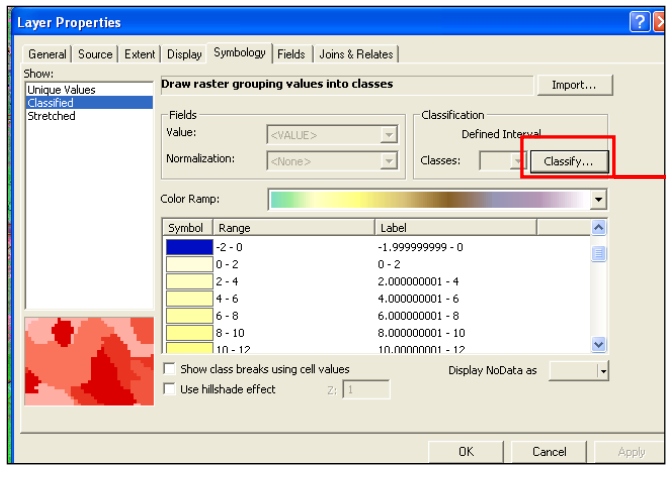 Layer Properties
General Source Extent Display Symbology Fields Joins & Relates
Show:
Unique Values
Classified
Stretched
Draw raster grouping values into classes
Import...
Fields
Value: <VALUE>
Normalization: <None>
Classification
Defined Interval
Classes: Classify...
Color Ramp:
Symbol Range Label
-2 - 0 -1.999999999 - 0
0 - 2 0 - 2
2 - 4 2.000000001 - 4
4 - 6 4.000000001 - 6
6 - 8 6.000000001 - 8
8 - 10 8.000000001 - 10
10 - 12 10.00000001 - 12
Show class breaks using cell values Display NoData as
Use hillshade effect Z: 1
OK Cancel Apply